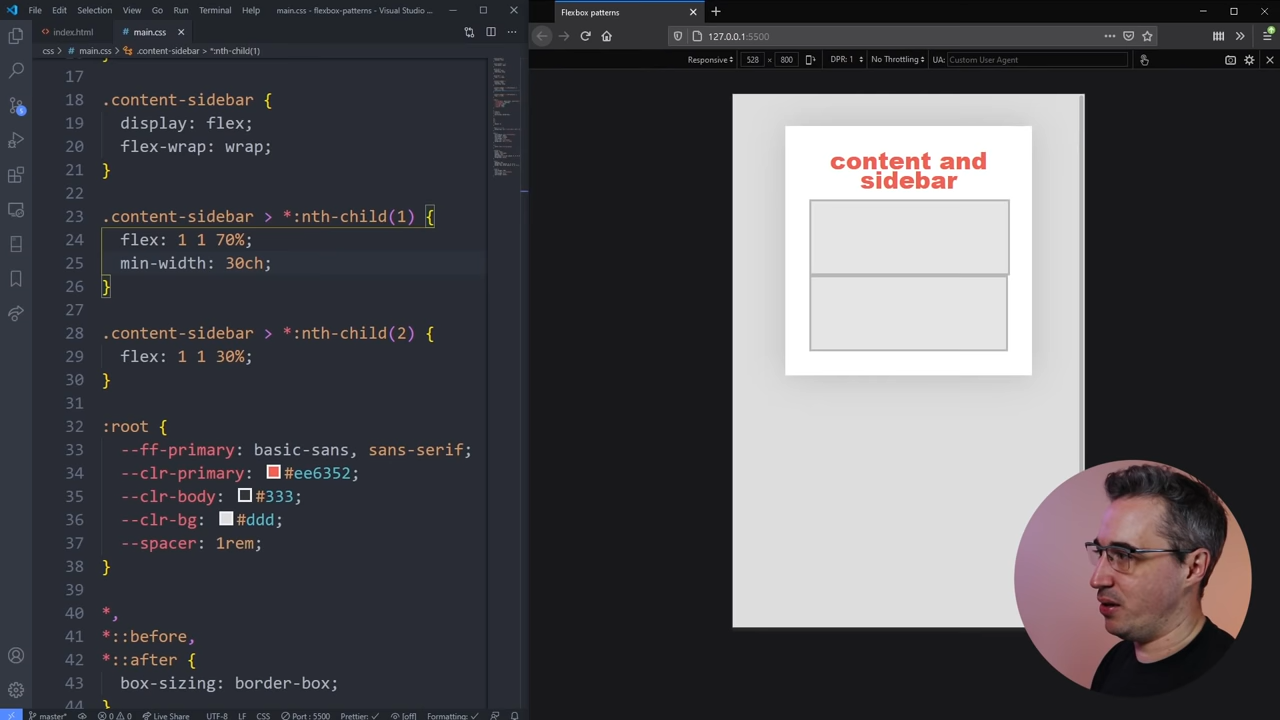 File Edit Selection View Go Run Terminal Help main.css - flexbox-patterns - Visual Studio ...
index.html main.css
css > main.css > .content-sidebar > *:nth-child(1)
17
18 .content-sidebar {
19 display: flex;
20 flex-wrap: wrap;
21 }
22
23 .content-sidebar > *:nth-child(1) {
24 flex: 1 1 70%;
25 min-width: 30ch;
26 }
27
28 .content-sidebar > *:nth-child(2) {
29 flex: 1 1 30%;
30 }
31
32 :root {
33 --ff-primary: basic-sans, sans-serif;
34 --clr-primary: #ee6352;
35 --clr-body: #333;
36 --clr-bg: #ddd;
37 --spacer: 1rem;
38 }
39
40 *,
41 *::before,
42 *::after {
43 box-sizing: border-box;
44 }
master* 0 0 Live Share UTF-8 LF CSS Port : 5500 Prettier: ✓ [off] Formatting: ✓
Flexbox patterns
127.0.0.1:5500
Responsive 528 × 800 DPR: 1 No Throttling UA: Custom User Agent
content and
sidebar